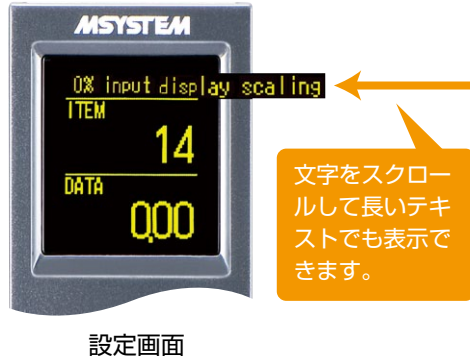 MSYSTEM
0% input display scaling
ITEM
14
DATA
0.00
文字をスクロー
ルして長いテキ
ストでも表示で
きます。
設定画面